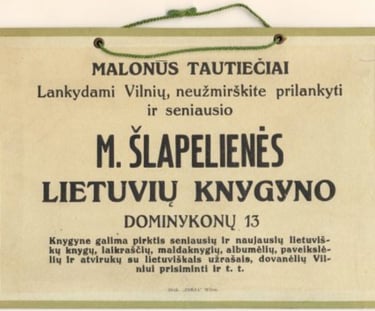 MALONŪS TAUTIEČIAI
Lankydami Vilnių, neužmirškite prilankyti
ir seniausio
M. ŠLAPELIENĖS
LIETUVIŲ KNYGYNO
DOMINYKONŲ 13
Knygyne galima pirktis seniausių ir naujausių lietuviš-
kų knygų, laikraščių, maldaknygių, albumėlių, paveikslė-
lių ir atvirukų su lietuviškais užrašais, dovanėlių Vil-
niui prisiminti ir t. t.